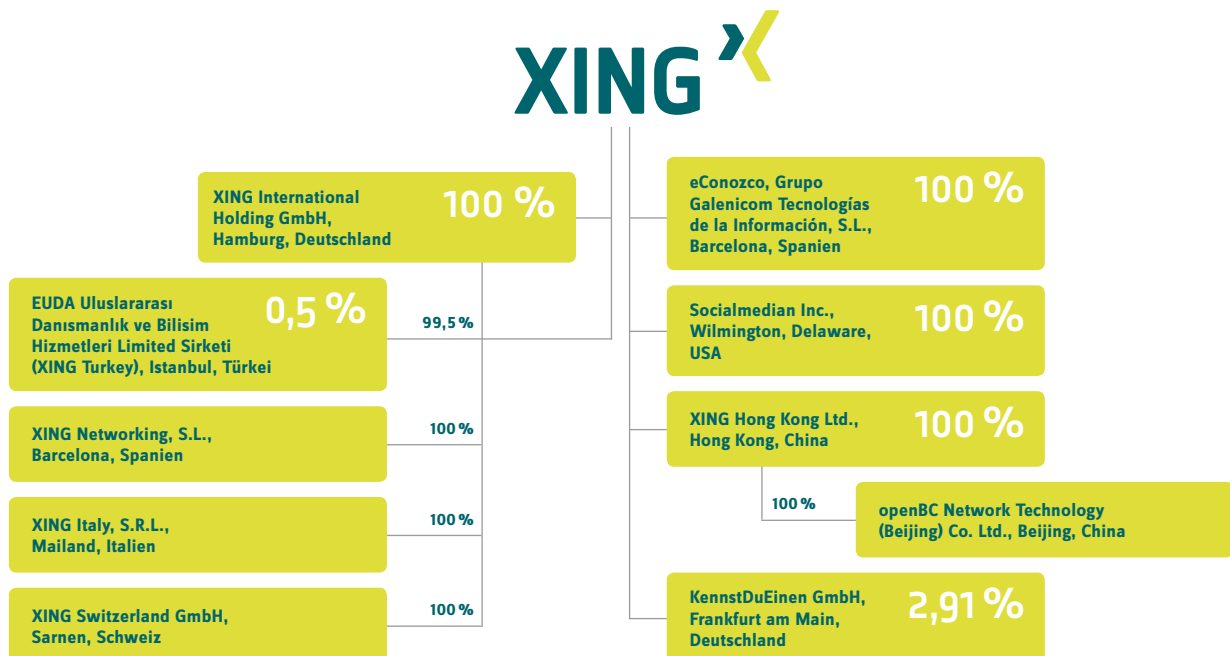 XING
XING International
Holding GmbH,
Hamburg, Deutschland
100 %
EUDA Uluslararası
Danısmanlık ve Bilisim
Hizmetleri Limited Sirketi
(XING Turkey), Istanbul, Türkei
0,5 %
99,5 %
XING Networking, S.L.,
Barcelona, Spanien
100 %
XING Italy, S.R.L.,
Mailand, Italien
100 %
XING Switzerland GmbH,
Sarnen, Schweiz
100 %
eConozco, Grupo
Galenicom Tecnologías
de la Información, S.L.,
Barcelona, Spanien
100 %
Socialmedian Inc.,
Wilmington, Delaware,
USA
100 %
XING Hong Kong Ltd.,
Hong Kong, China
100 %
100 %
openBC Network Technology
(Beijing) Co. Ltd., Beijing, China
KennstDuEinen GmbH,
Frankfurt am Main,
Deutschland
2,91 %